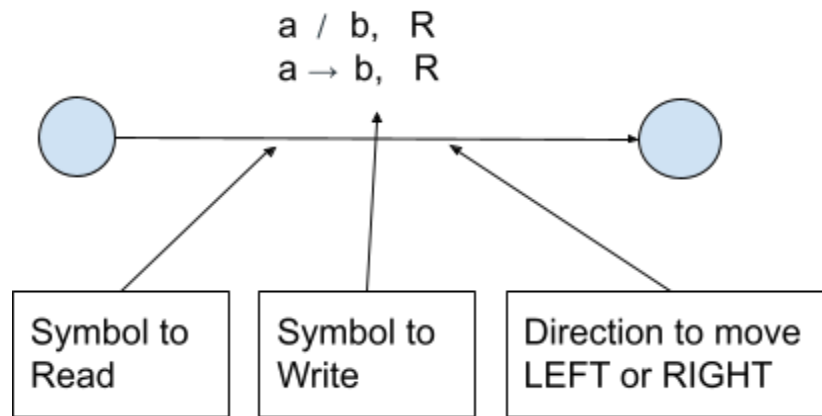 a / b, R
a → b, R
Symbol to
Read
Symbol to
Write
Direction to move
LEFT or RIGHT